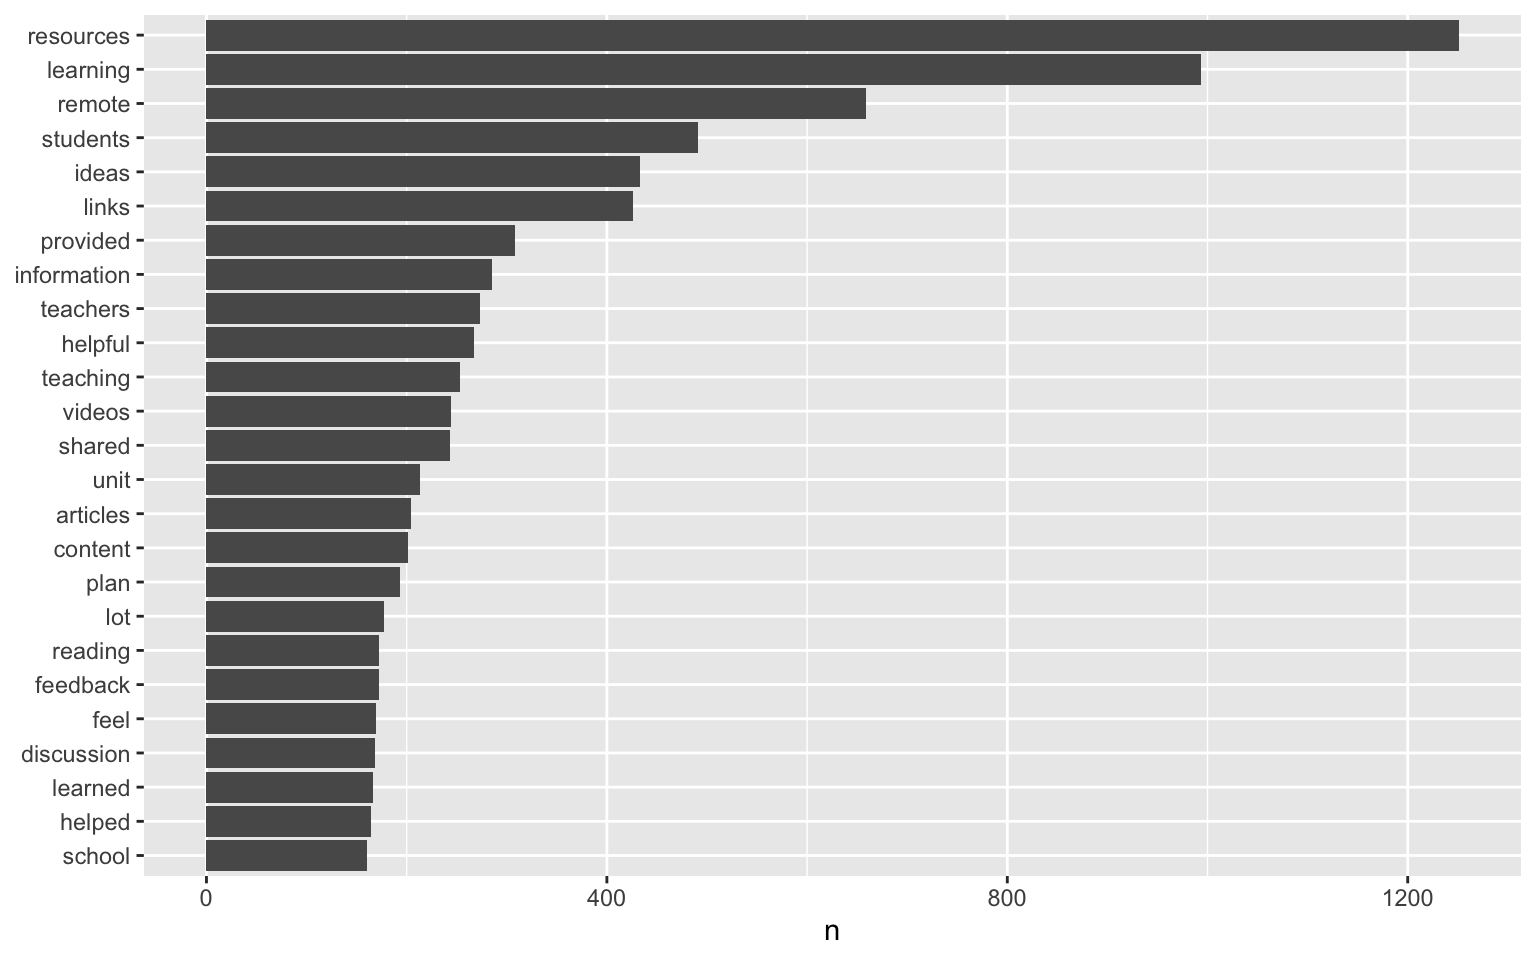 resources
learning
remote
students
ideas
links
provided
information
teachers
helpful
teaching
videos
shared
unit
articles
content
plan
lot
reading
feedback
feel
discussion
learned
helped
school
0 400 800 1200
n